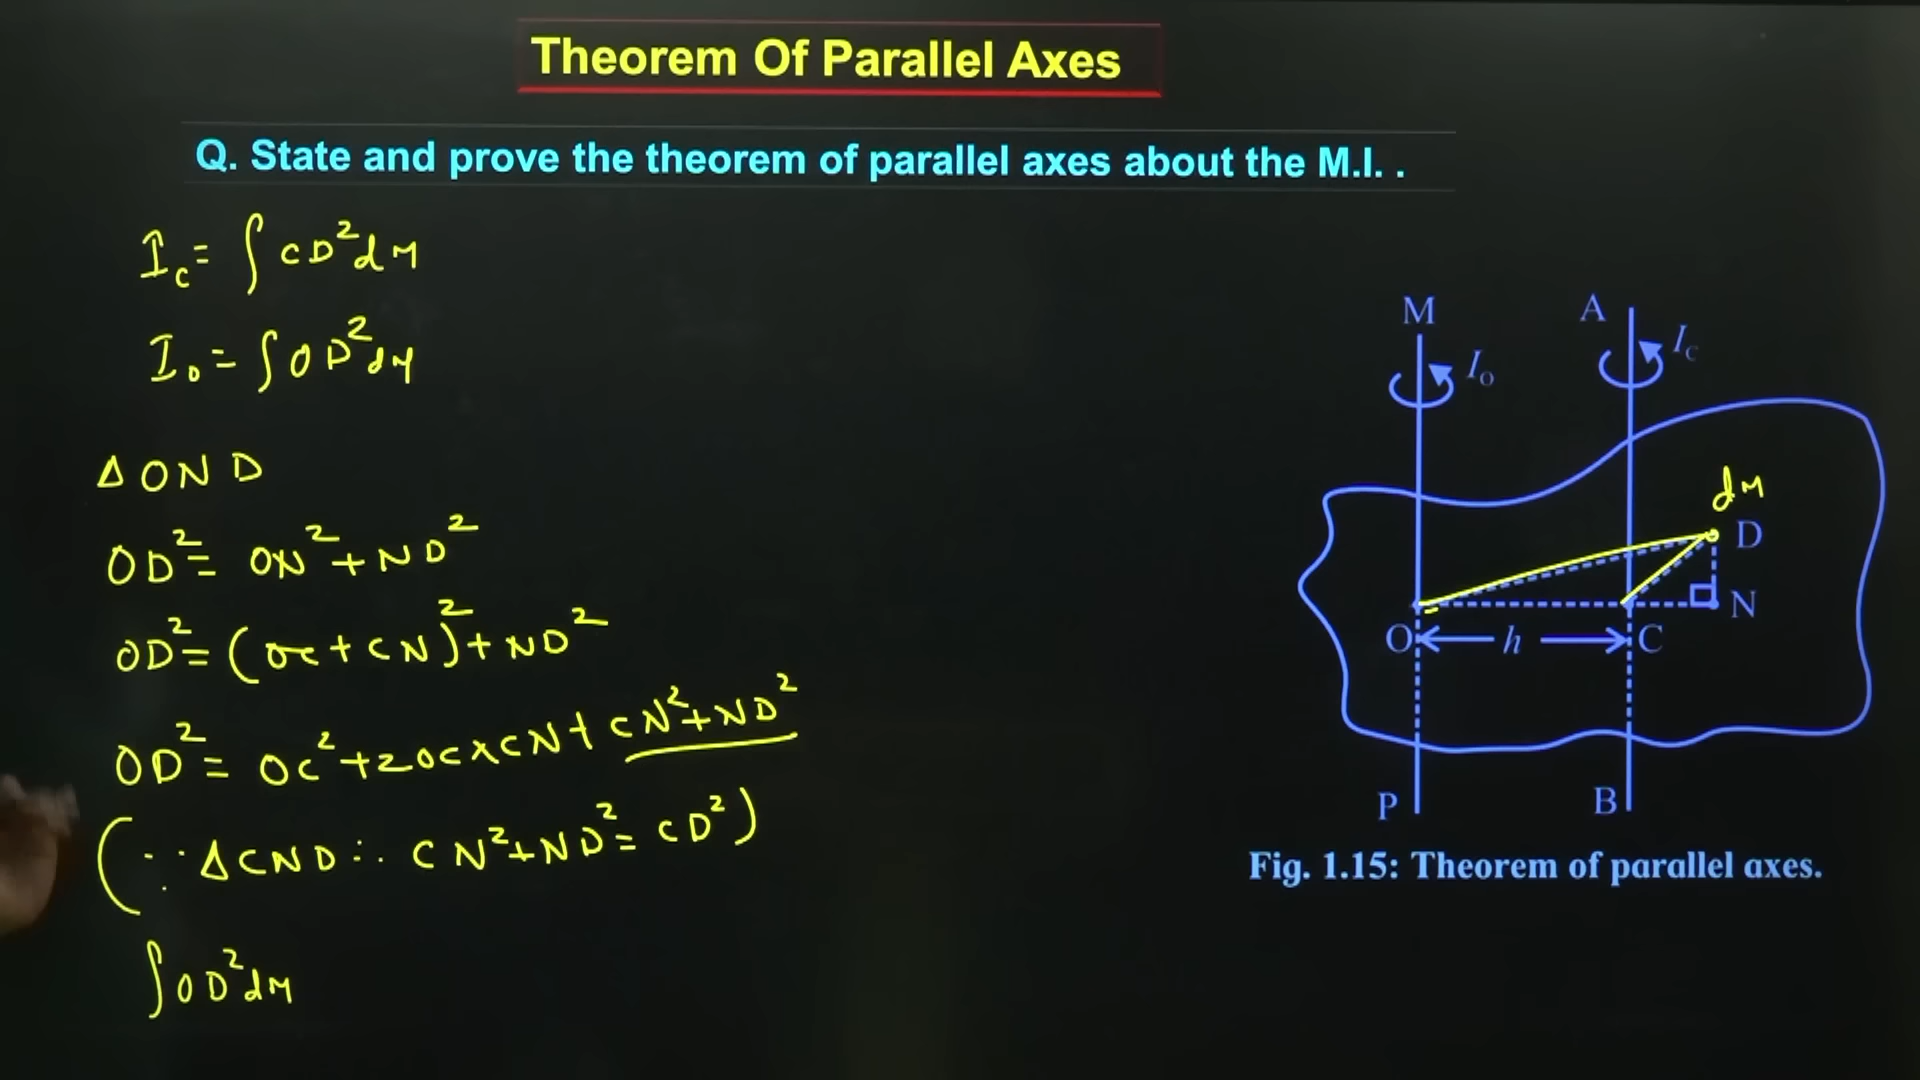 Theorem Of Parallel Axes
Q. State and prove the theorem of parallel axes about the M.I. .
I_c = ∫ CD² dM
I_o = ∫ OD² dM
Δ OND
OD² = ON² + ND²
OD² = (OC + CN)² + ND²
OD² = OC² + 2OC × CN + CN² + ND²
(∵ ΔCND ∴ CN² + ND² = CD²)
∫ OD² dM
M
A
I_o
I_c
dM
D
N
O
h
C
P
B
Fig. 1.15: Theorem of parallel axes.